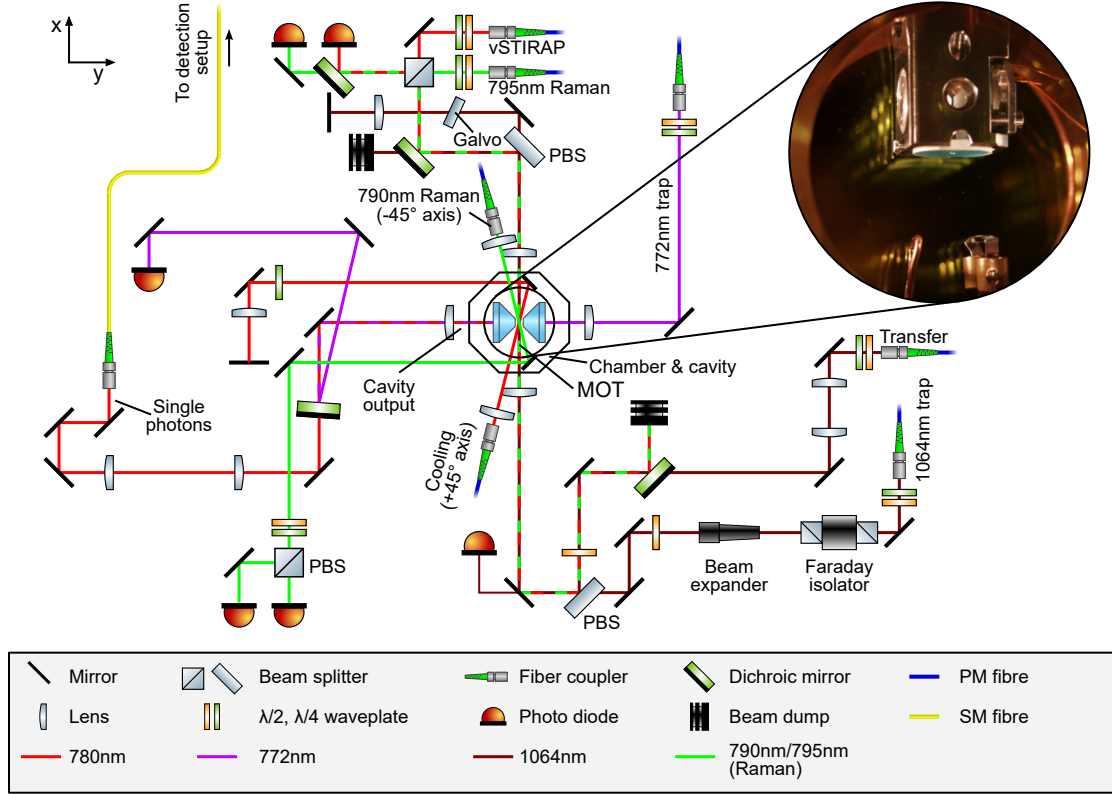 x
y
To detection
setup
vSTIRAP
795nm Raman
Galvo
PBS
790nm Raman
(-45° axis)
772nm trap
Cavity
output
Chamber & cavity
MOT
Transfer
1064nm trap
Single
photons
Cooling
(+45° axis)
PBS
Beam
expander
Faraday
isolator
PBS
Mirror
Beam splitter
Fiber coupler
Dichroic mirror
PM fibre
Lens
λ/2, λ/4 waveplate
Photo diode
Beam dump
SM fibre
780nm
772nm
1064nm
790nm/795nm
(Raman)